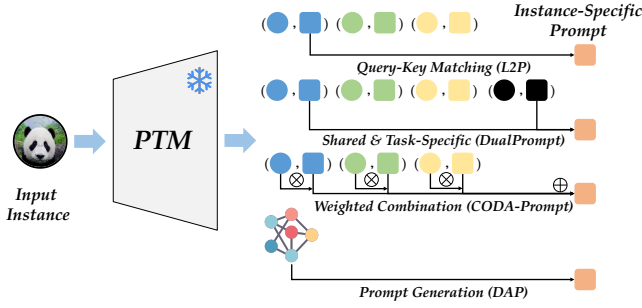 Instance-Specific
Prompt
( , ) ( , ) ( , )
Query-Key Matching (L2P)
( , ) ( , ) ( , ) ( , )
Shared & Task-Specific (DualPrompt)
PTM
Input
Instance
( , ) ( , ) ( , )
Weighted Combination (CODA-Prompt)
Prompt Generation (DAP)